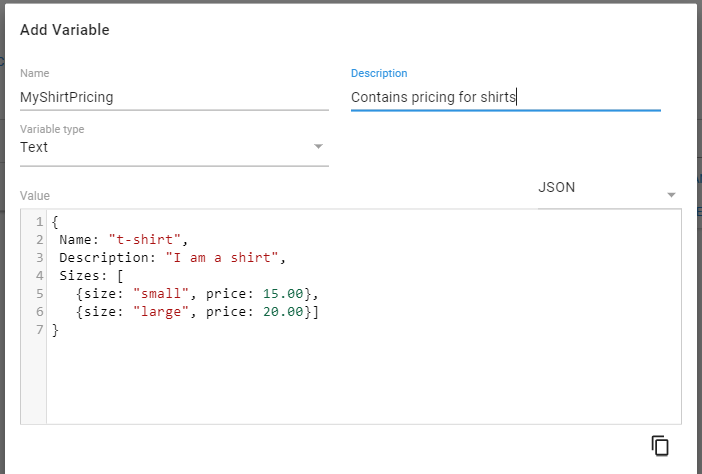 Add Variable
Name
Description
MyShirtPricing
Contains pricing for shirts
Variable type
Text
Value
JSON
1 {
2  Name: "t-shirt",
3  Description: "I am a shirt",
4  Sizes: [
5    {size: "small", price: 15.00},
6    {size: "large", price: 20.00}]
7 }